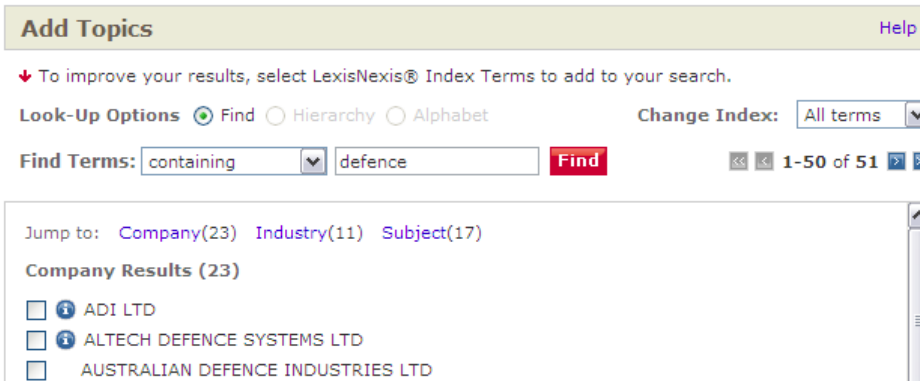 Add Topics Help
To improve your results, select LexisNexis® Index Terms to add to your search.
Look-Up Options Find Hierarchy Alphabet Change Index: All terms
Find Terms: containing defence Find 1-50 of 51
Jump to: Company(23) Industry(11) Subject(17)
Company Results (23)
ADI LTD
ALTECH DEFENCE SYSTEMS LTD
AUSTRALIAN DEFENCE INDUSTRIES LTD